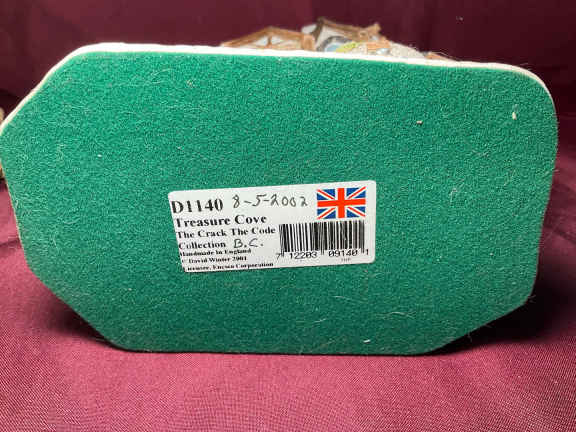 D1140 8-5-2002
Treasure Cove
The Crack The Code
Collection B.C.
Handmade in England
© David Winter 2001
Licensee, Enesco Corporation
7 12203 09140 1